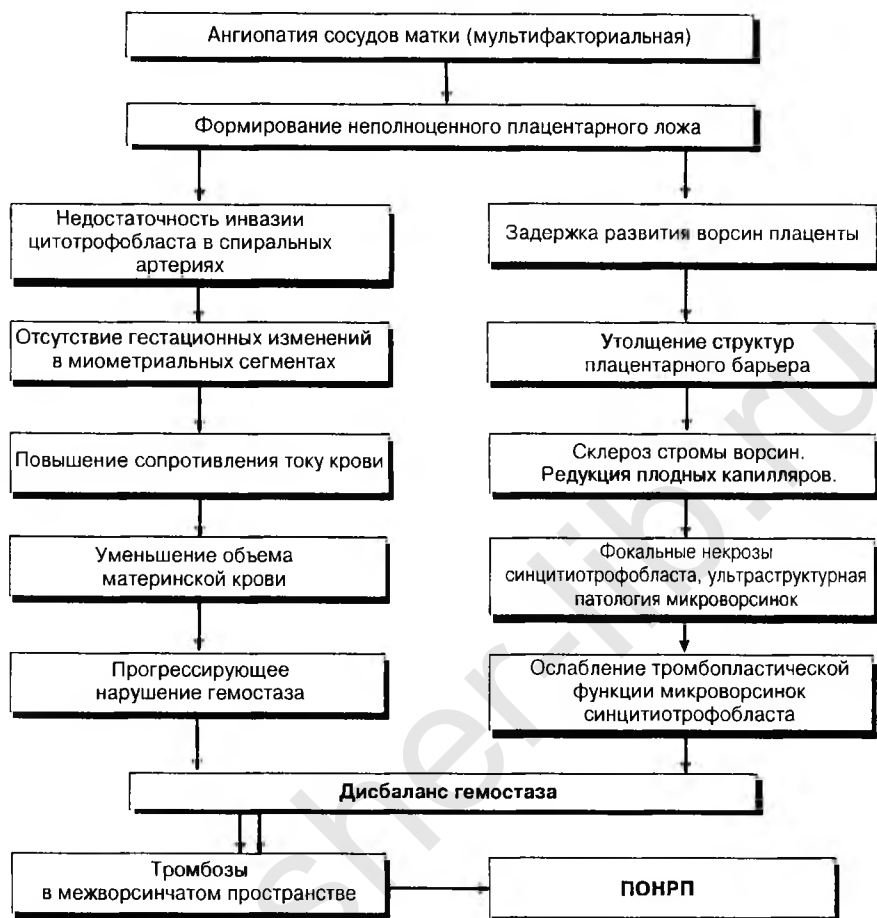 Ангиопатия сосудов матки (мультифакториальная)
Формирование неполноценного плацентарного ложа
Недостаточность инвазии
цитотрофобласта в спиральных
артериях
Отсутствие гестационных изменений
в миометриальных сегментах
Повышение сопротивления току крови
Уменьшение объема
материнской крови
Прогрессирующее
нарушение гемостаза
Задержка развития ворсин плаценты
Утолщение структур
плацентарного барьера
Склероз стромы ворсин.
Редукция плодных капилляров.
Фокальные некрозы
синцитиотрофобласта, ультраструктурная
патология микроворсинок
Ослабление тромбопластической
функции микроворсинок
синцитиотрофобласта
Дисбаланс гемостаза
Тромбозы
в межворсинчатом пространстве
ПОНРП
sher-lib.ru